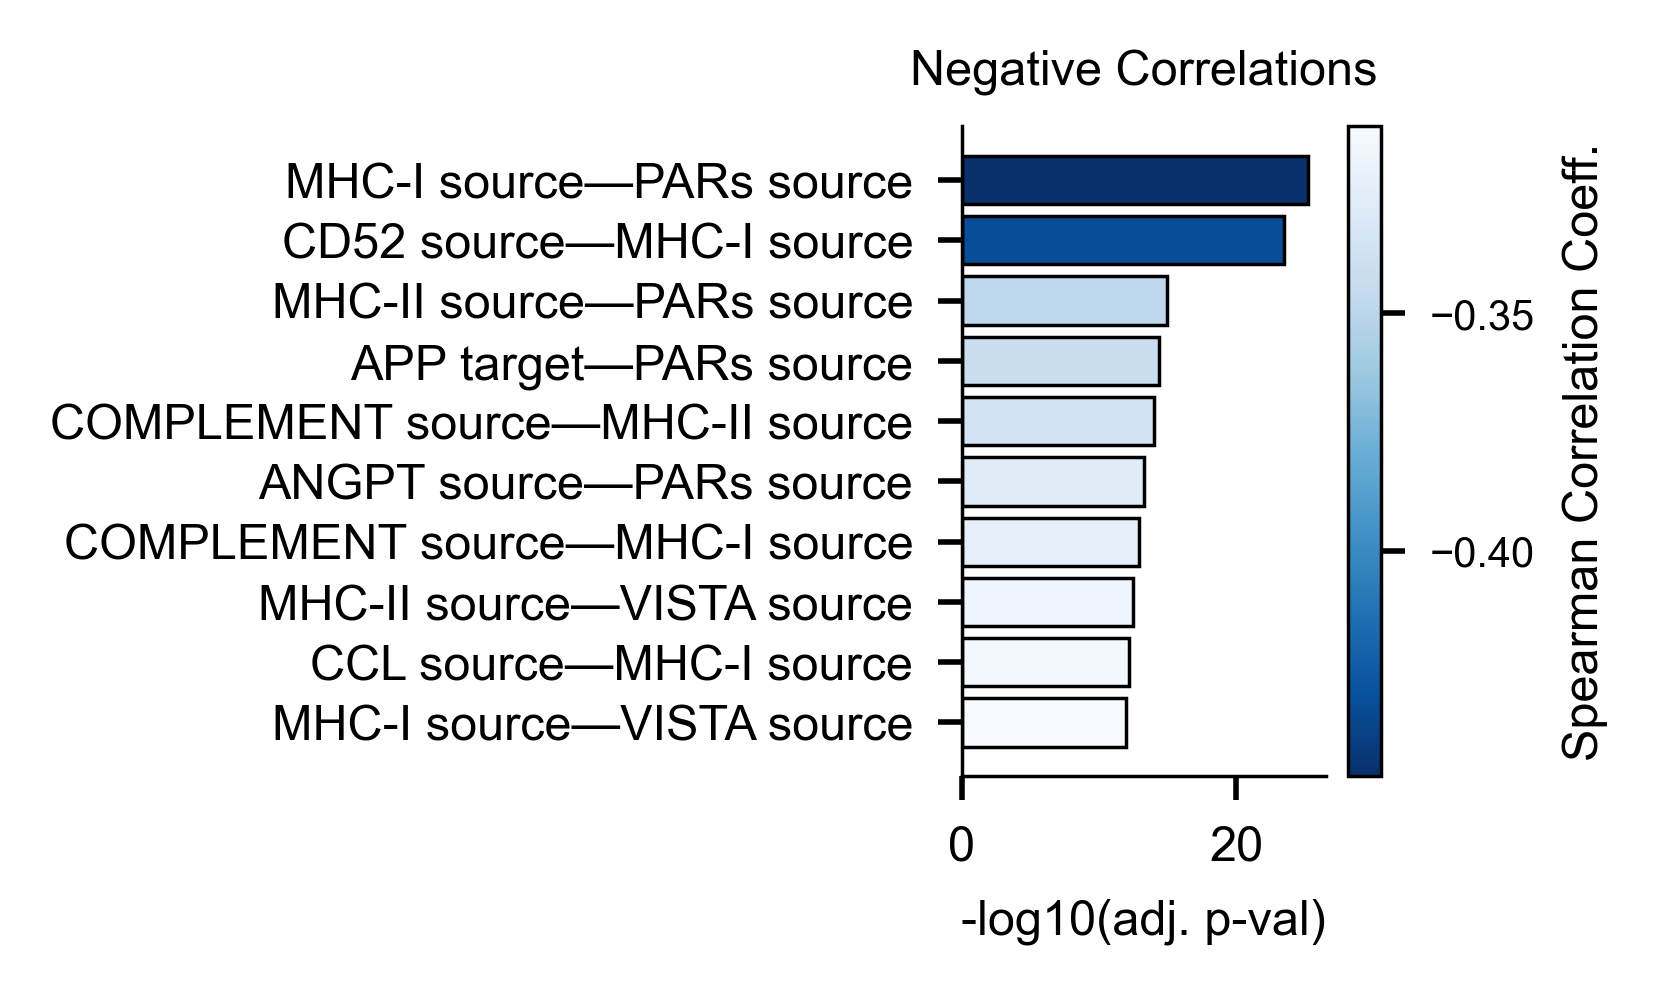 Negative Correlations
MHC-I source—PARs source
CD52 source—MHC-I source
MHC-II source—PARs source
APP target—PARs source
COMPLEMENT source—MHC-II source
ANGPT source—PARs source
COMPLEMENT source—MHC-I source
MHC-II source—VISTA source
CCL source—MHC-I source
MHC-I source—VISTA source
0
20
-log10(adj. p-val)
−0.35
−0.40
Spearman Correlation Coeff.